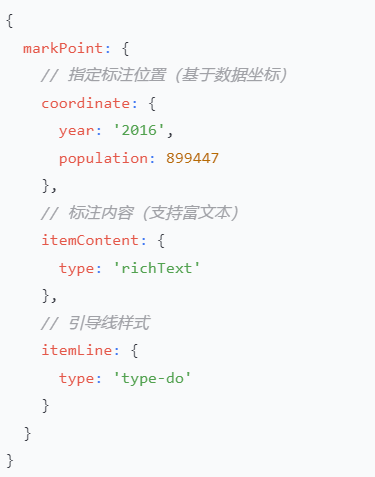 {
  markPoint: {
    // 指定标注位置（基于数据坐标）
    coordinate: {
      year: '2016',
      population: 899447
    },
    // 标注内容（支持富文本）
    itemContent: {
      type: 'richText'
    },
    // 引导线样式
    itemLine: {
      type: 'type-do'
    }
  }
}